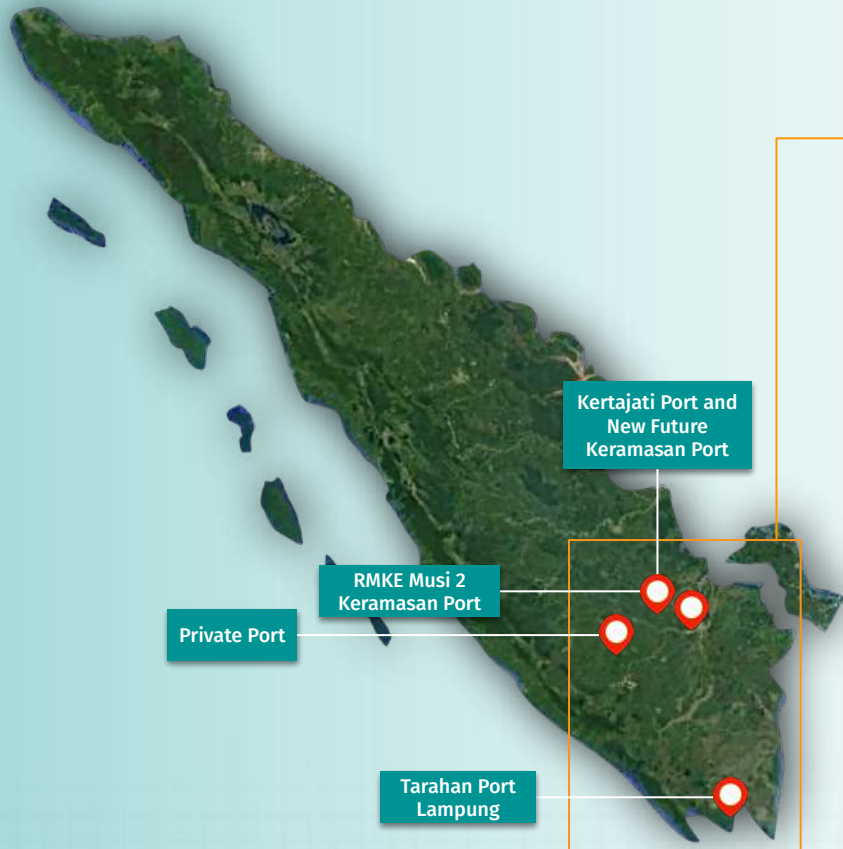 Kertajati Port and
New Future
Keramasan Port
RMKE Musi 2
Keramasan Port
Private Port
Tarahan Port
Lampung